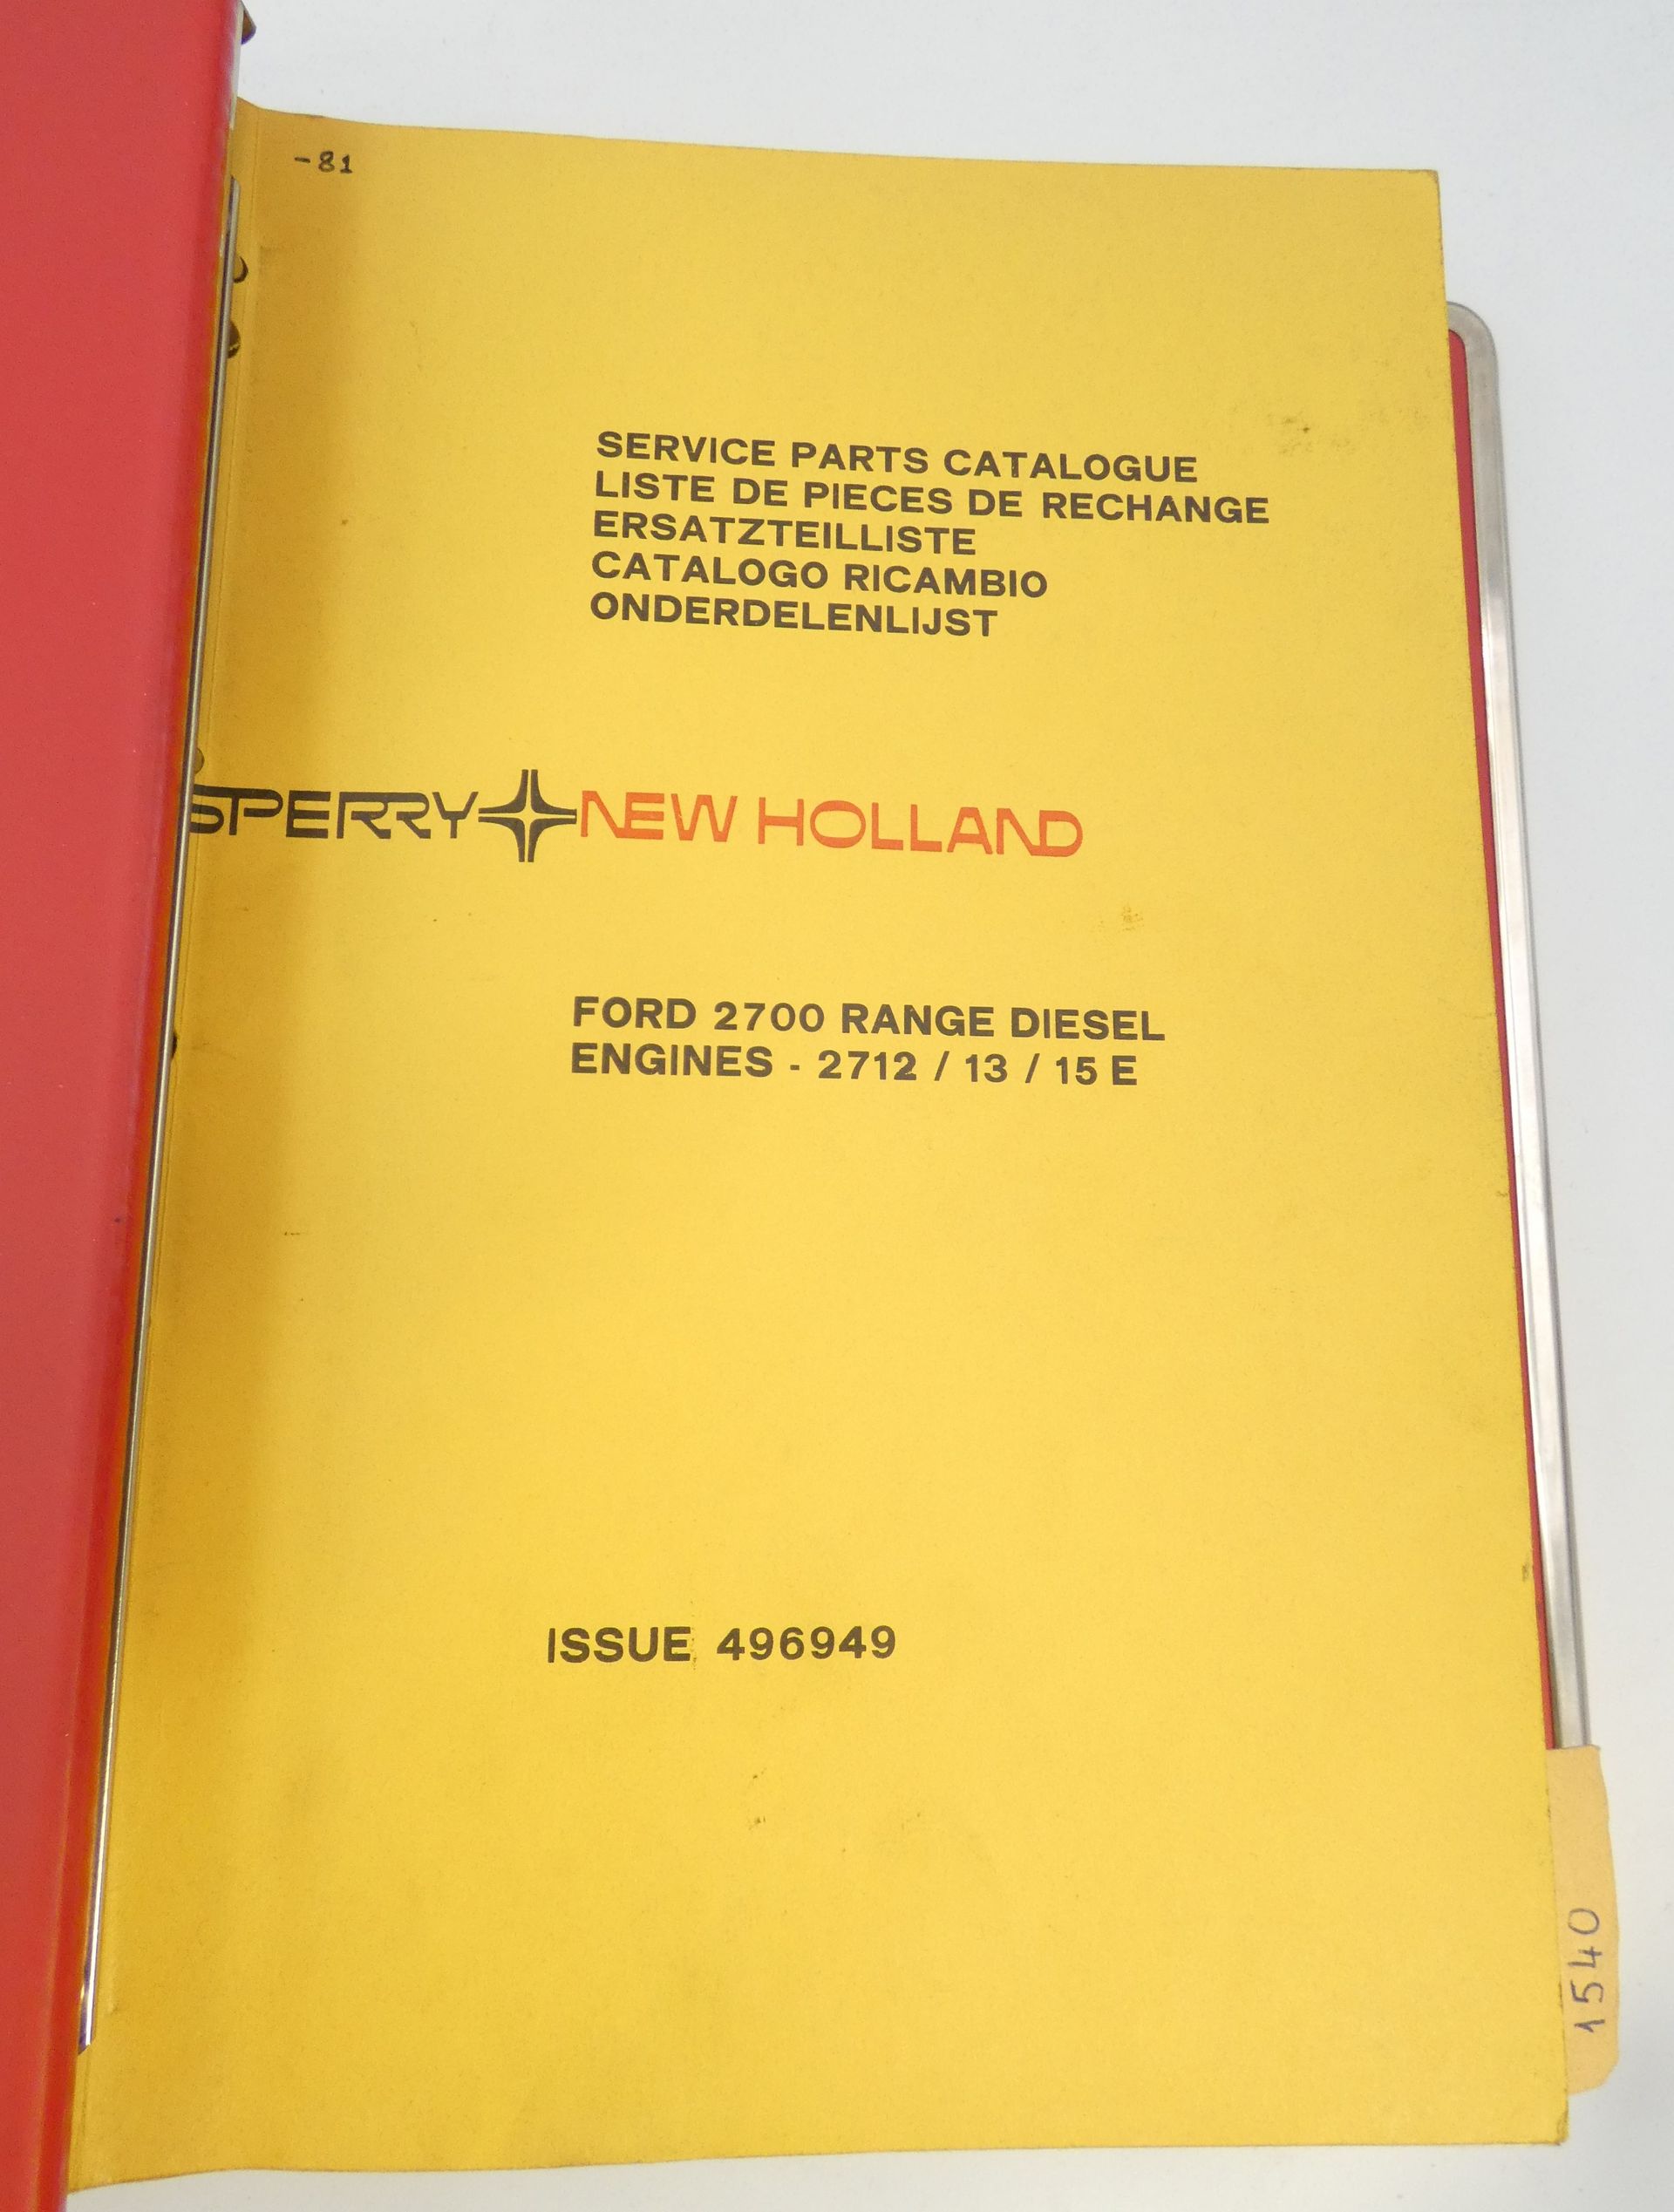 -81
SERVICE PARTS CATALOGUE
LISTE DE PIECES DE RECHANGE
ERSATZTEILLISTE
CATALOGO RICAMBIO
ONDERDELENLIJST
SPERRY NEW HOLLAND
FORD 2700 RANGE DIESEL
ENGINES - 2712 / 13 / 15 E
ISSUE 496949
1540